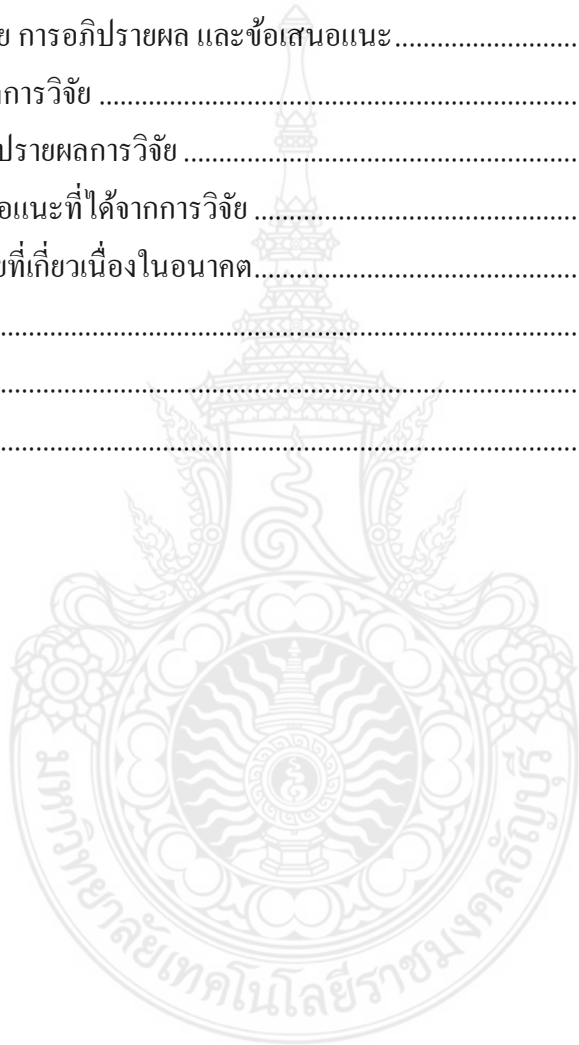 ย การอภิปรายผล และข้อเสนอแนะ................................
การวิจัย ................................................................................
ปรายผลการวิจัย ................................................................
อแนะที่ได้จากการวิจัย ........................................................
ที่เกี่ยวเนื่องในอนาคต........................................................
................................................................................
................................................................................
................................................................................
มหาวิทยาลัยเทคโนโลยีราชมงคลธัญบุรี